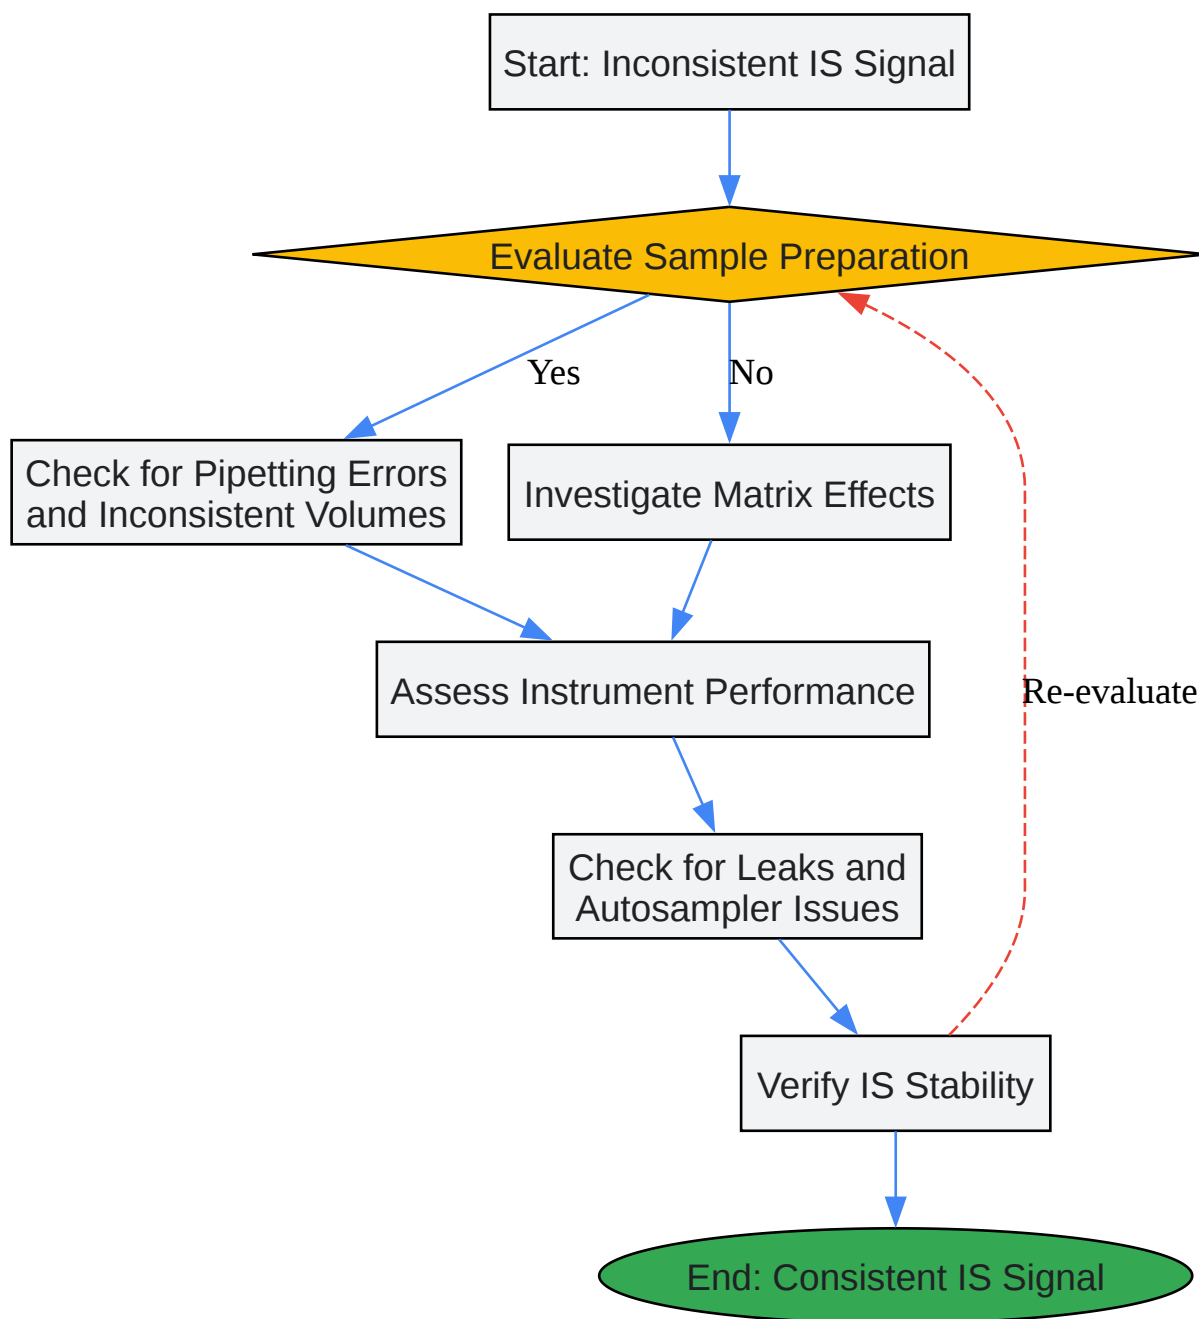 Start: Inconsistent IS Signal
Evaluate Sample Preparation
Yes
No
Check for Pipetting Errors
and Inconsistent Volumes
Investigate Matrix Effects
Assess Instrument Performance
Re-evaluate
Check for Leaks and
Autosampler Issues
Verify IS Stability
End: Consistent IS Signal